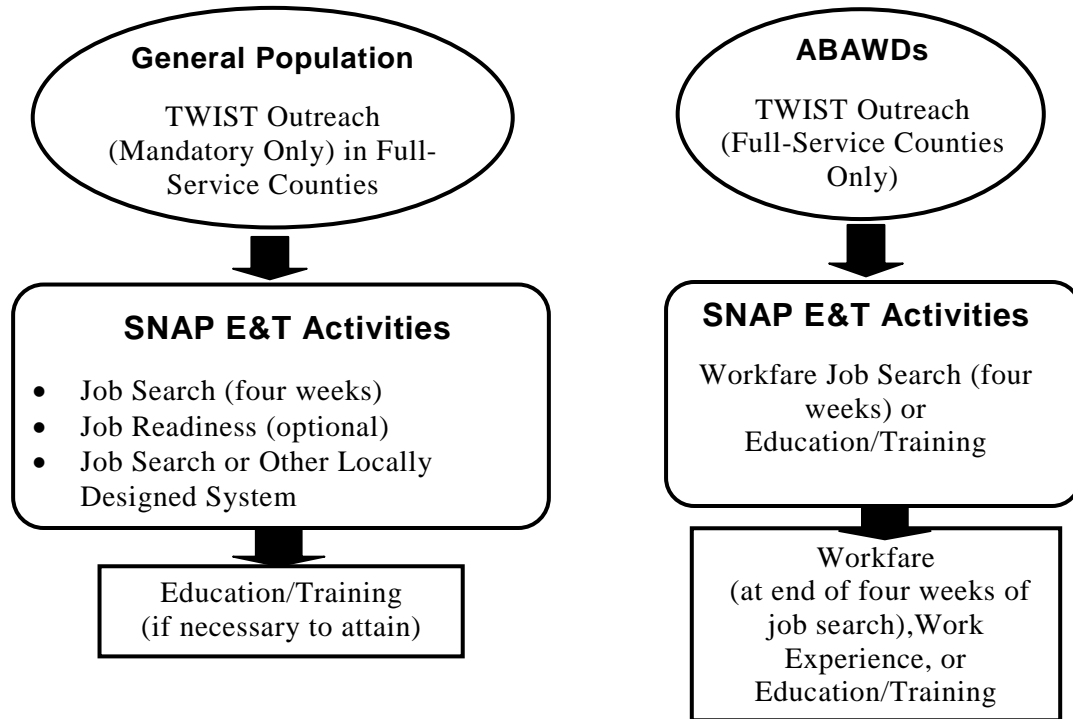 General Population
TWIST Outreach
(Mandatory Only) in Full-
Service Counties
SNAP E&T Activities
• Job Search (four weeks)
• Job Readiness (optional)
• Job Search or Other Locally
Designed System
Education/Training
(if necessary to attain)
ABAWDs
TWIST Outreach
(Full-Service Counties
Only)
SNAP E&T Activities
Workfare Job Search (four
weeks) or
Education/Training
Workfare
(at end of four weeks of
job search),Work
Experience, or
Education/Training